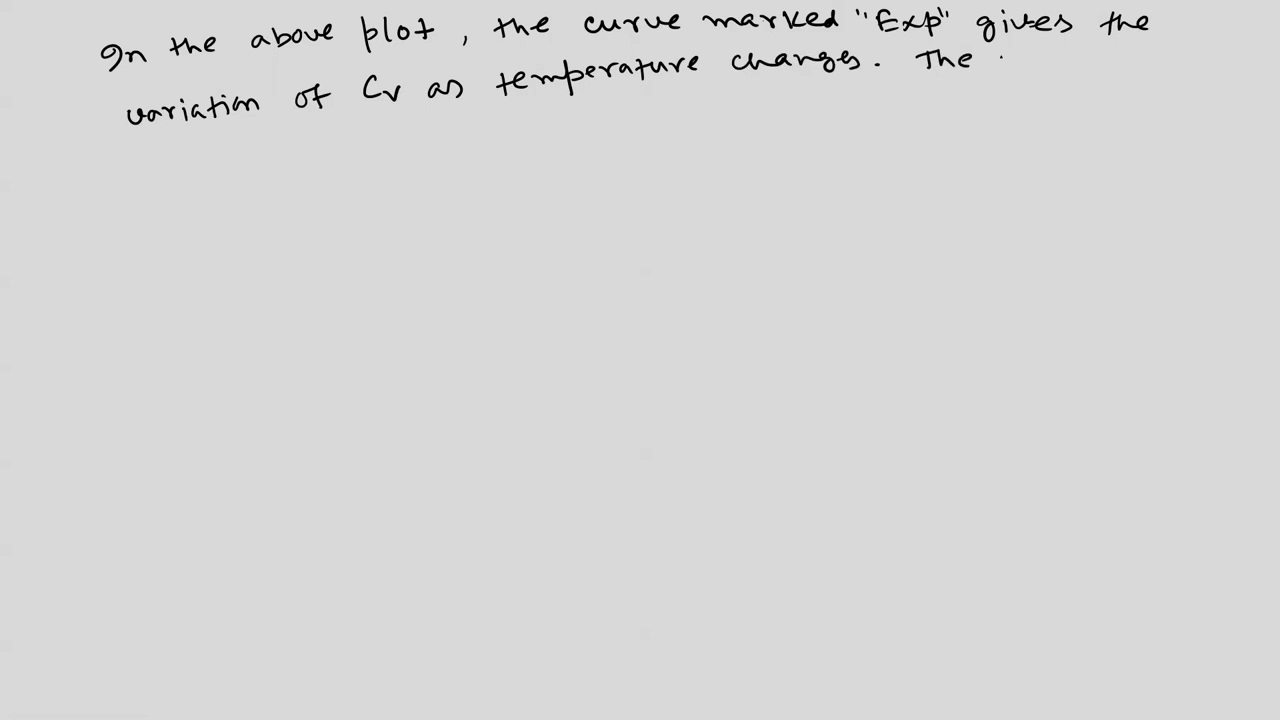 In the above plot, the curve marked "Exp" gives the
variation of Cv as temperature changes. The